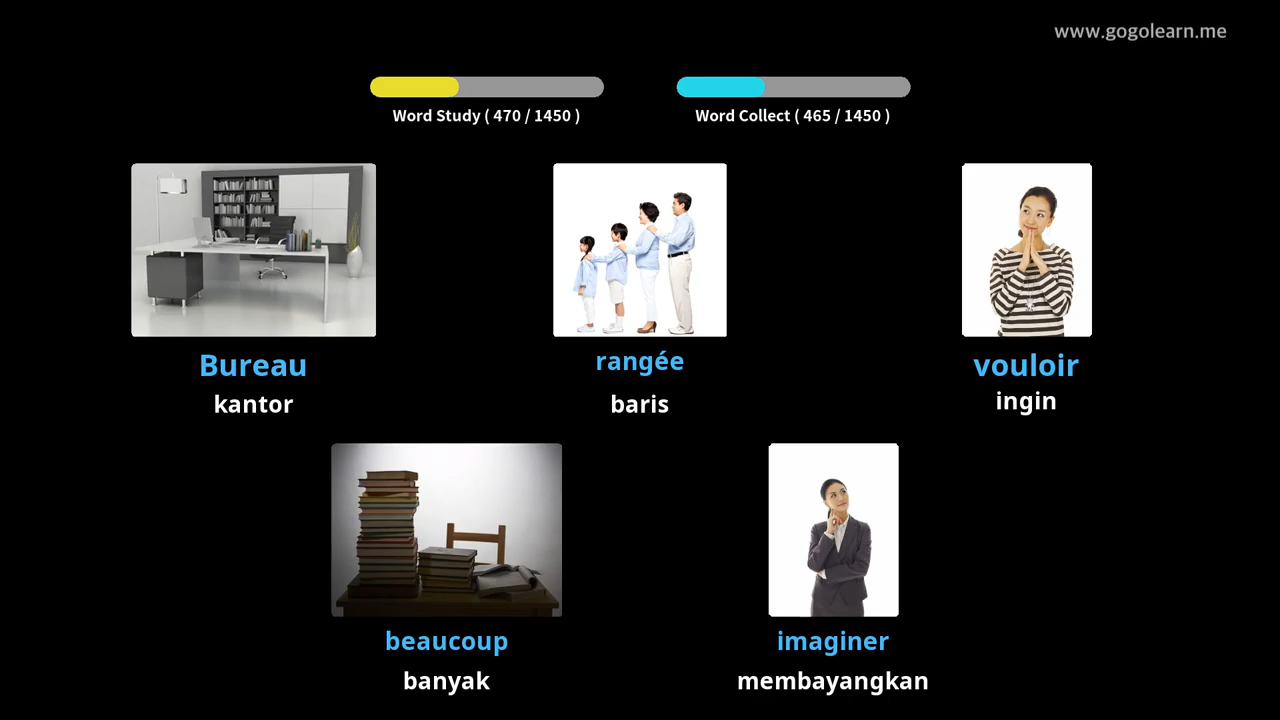 www.gogolearn.me
Word Study ( 470 / 1450 )
Word Collect ( 465 / 1450 )
Bureau
kantor
rangée
baris
vouloir
ingin
beaucoup
banyak
imaginer
membayangkan